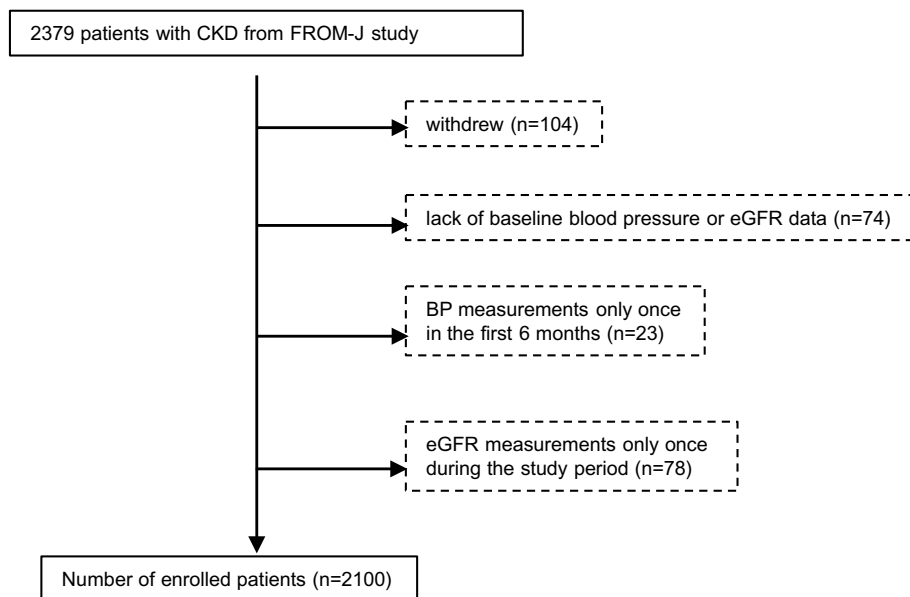 2379 patients with CKD from FROM-J study
withdrew (n=104)
lack of baseline blood pressure or eGFR data (n=74)
BP measurements only once
in the first 6 months (n=23)
eGFR measurements only once
during the study period (n=78)
Number of enrolled patients (n=2100)